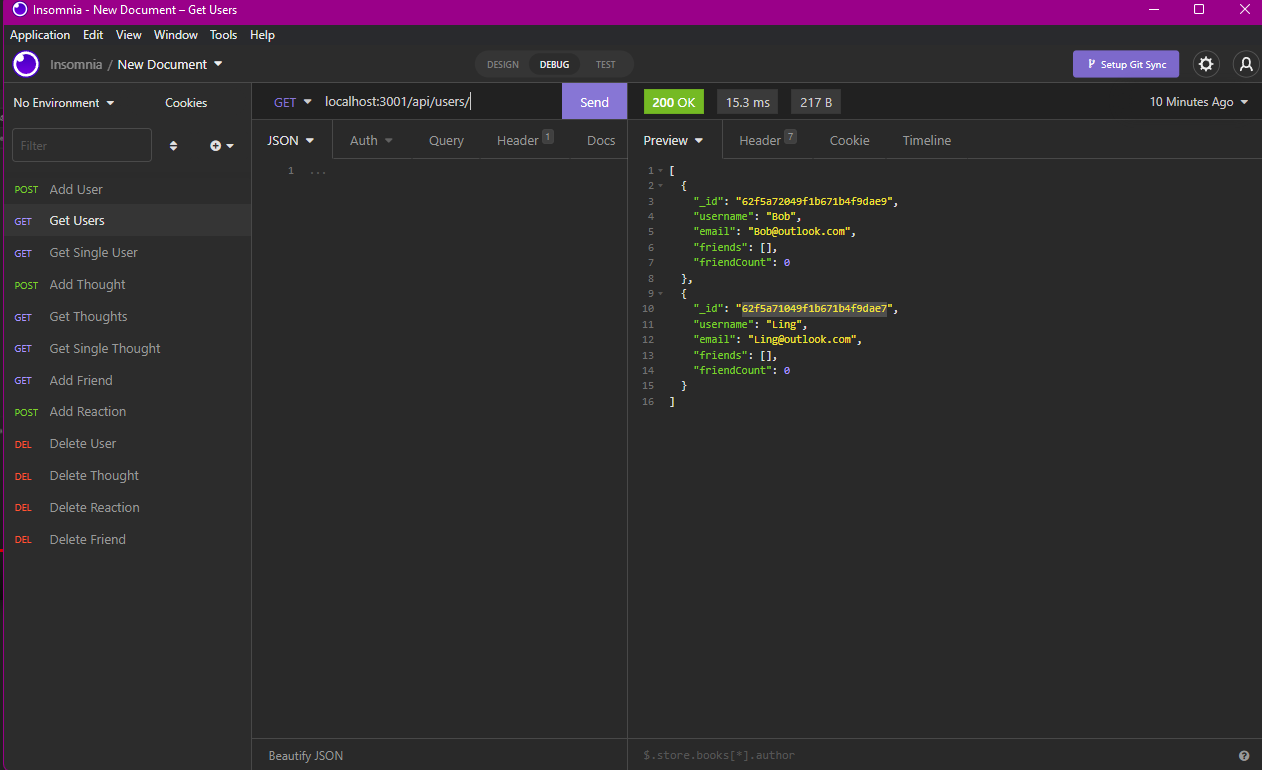 Insomnia - New Document – Get Users
Application Edit View Window Tools Help
Insomnia / New Document
DESIGN DEBUG TEST
Setup Git Sync
No Environment Cookies
GET localhost:3001/api/users/ Send
200 OK 15.3 ms 217 B 10 Minutes Ago
Filter
JSON Auth Query Header 1 Docs
Preview Header 7 Cookie Timeline
POST Add User
GET Get Users
GET Get Single User
POST Add Thought
GET Get Thoughts
GET Get Single Thought
GET Add Friend
POST Add Reaction
DEL Delete User
DEL Delete Thought
DEL Delete Reaction
DEL Delete Friend
1 ...
1 [
2 {
3 "_id": "62f5a72049f1b671b4f9dae9",
4 "username": "Bob",
5 "email": "Bob@outlook.com",
6 "friends": [],
7 "friendCount": 0
8 },
9 {
10 "_id": "62f5a71049f1b671b4f9dae7",
11 "username": "Ling",
12 "email": "Ling@outlook.com",
13 "friends": [],
14 "friendCount": 0
15 }
16 ]
Beautify JSON
$.store.books[*].author
?